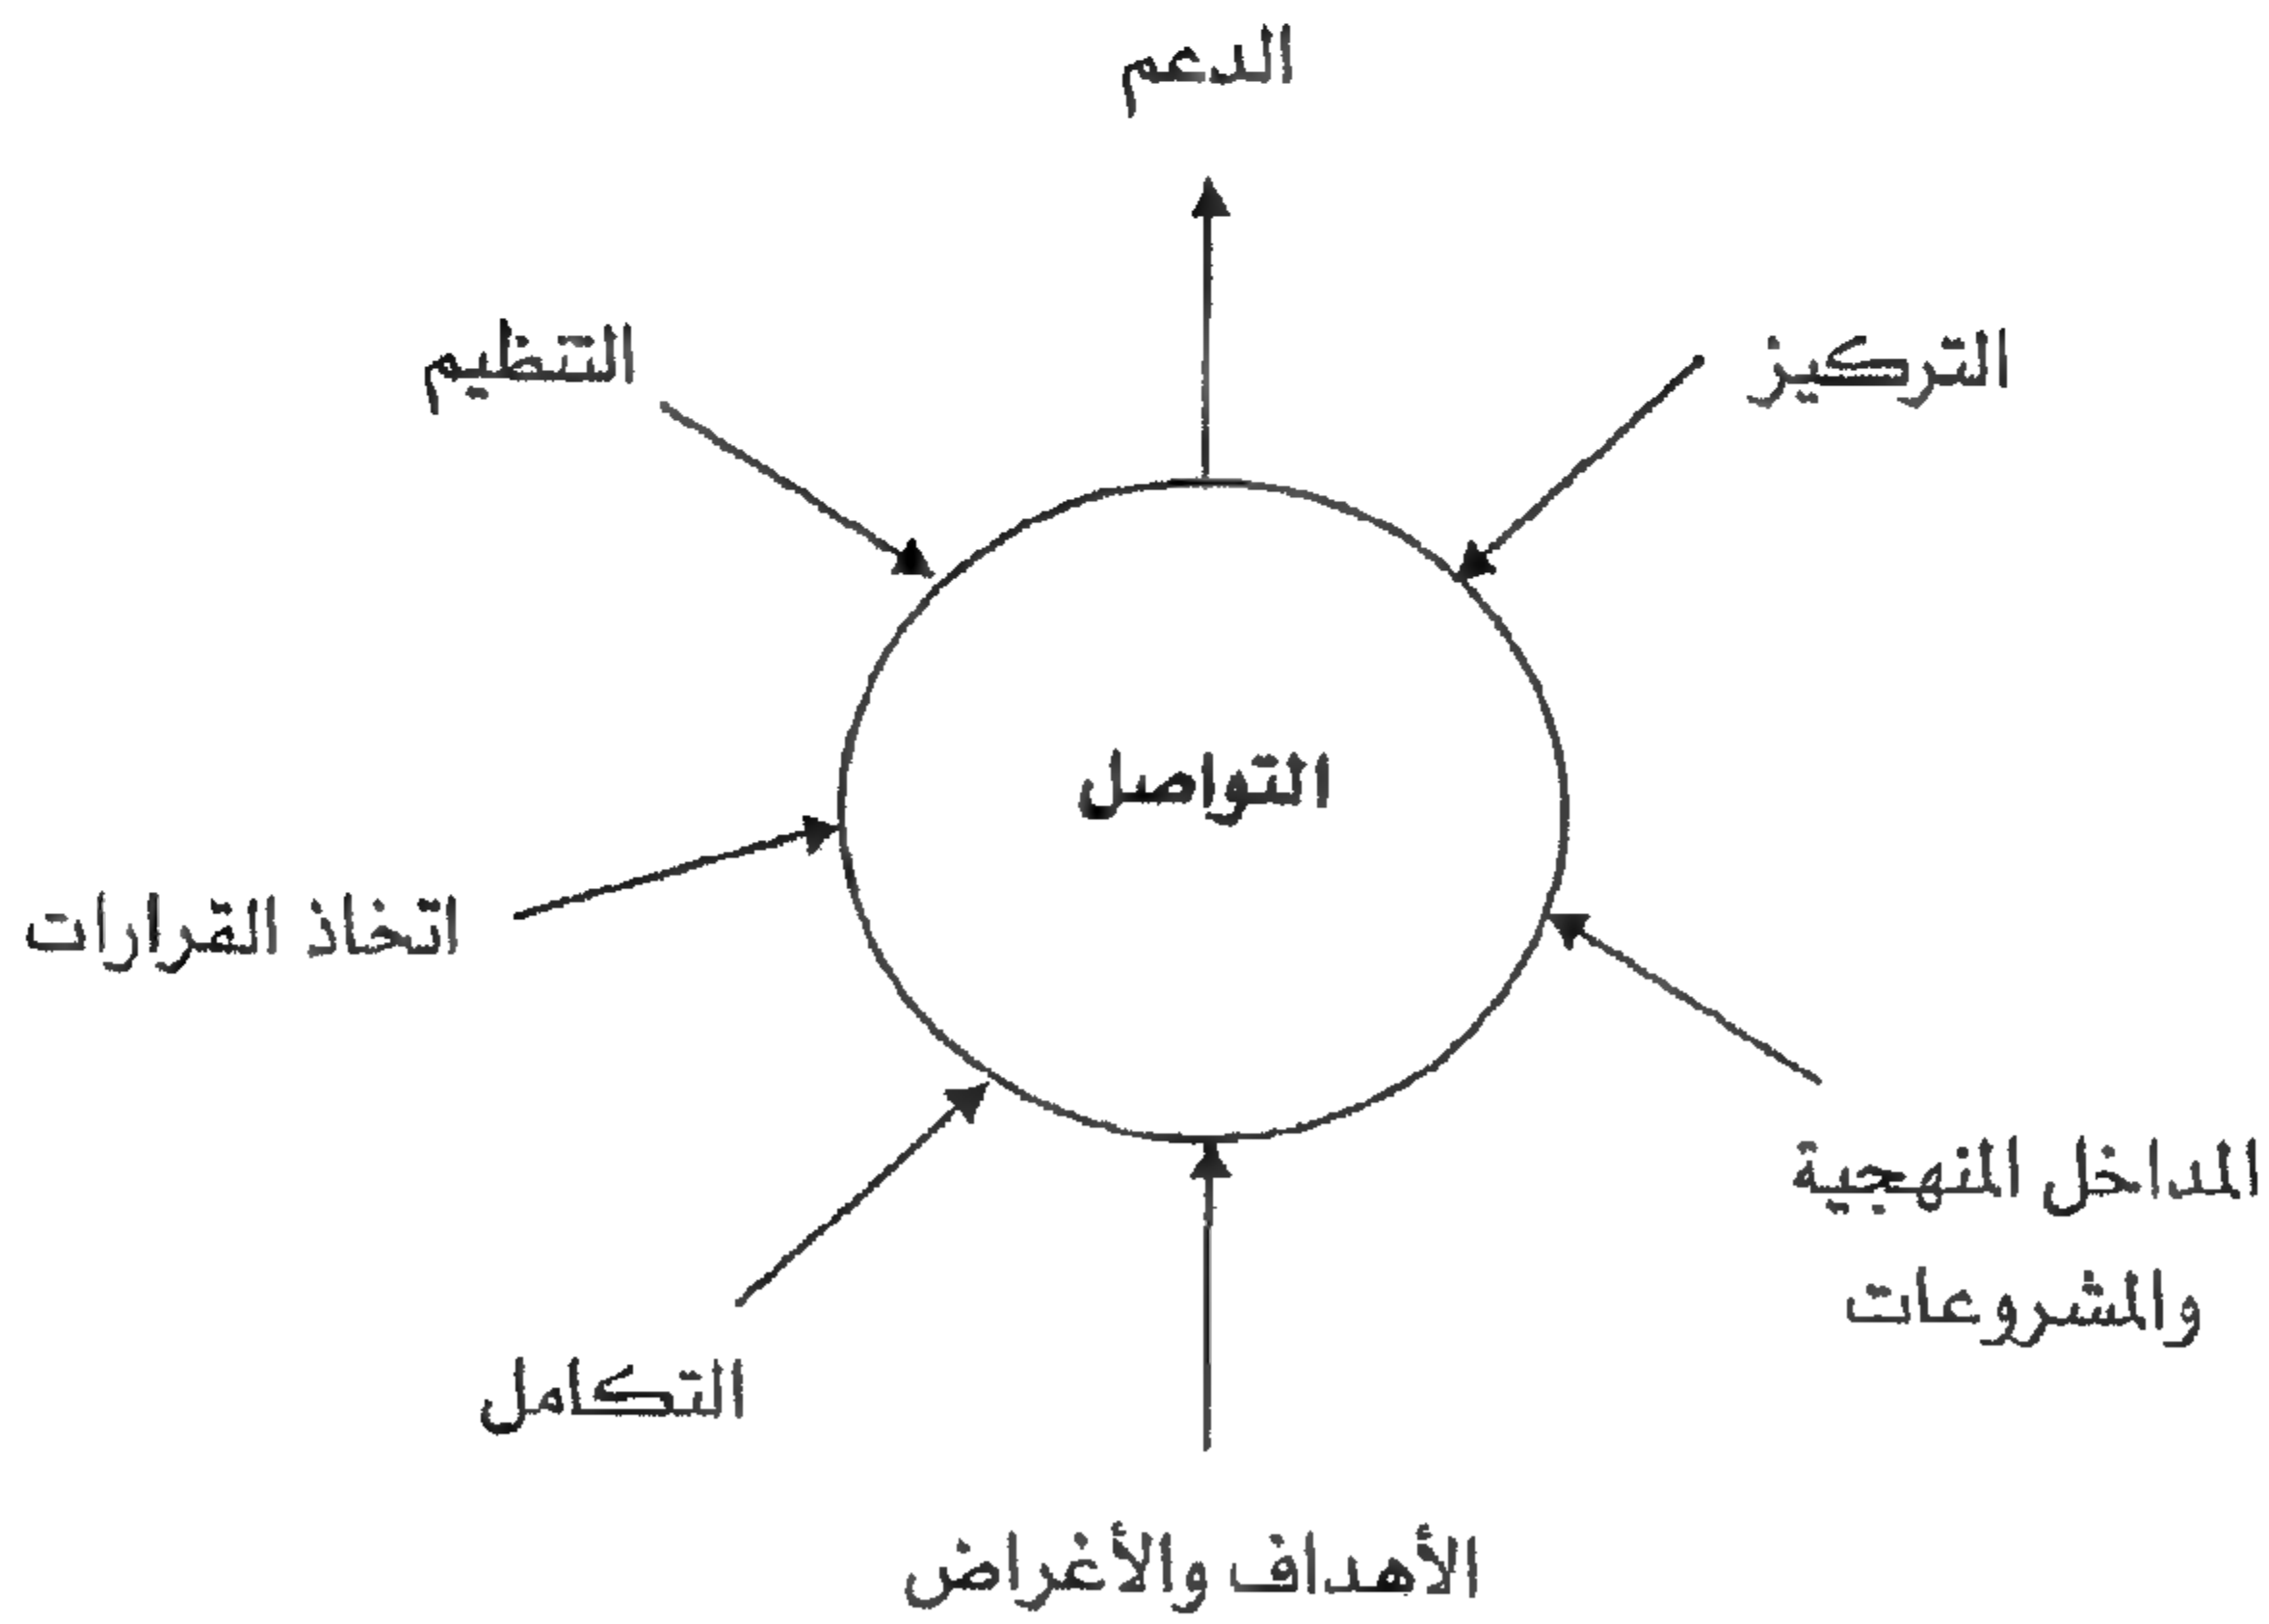 الدعم
التركيز
التنظيم
التواصل
اتخاذ القرارات
المداخل المنهجية
والمشروعات
التكامل
الأهداف والأغراض